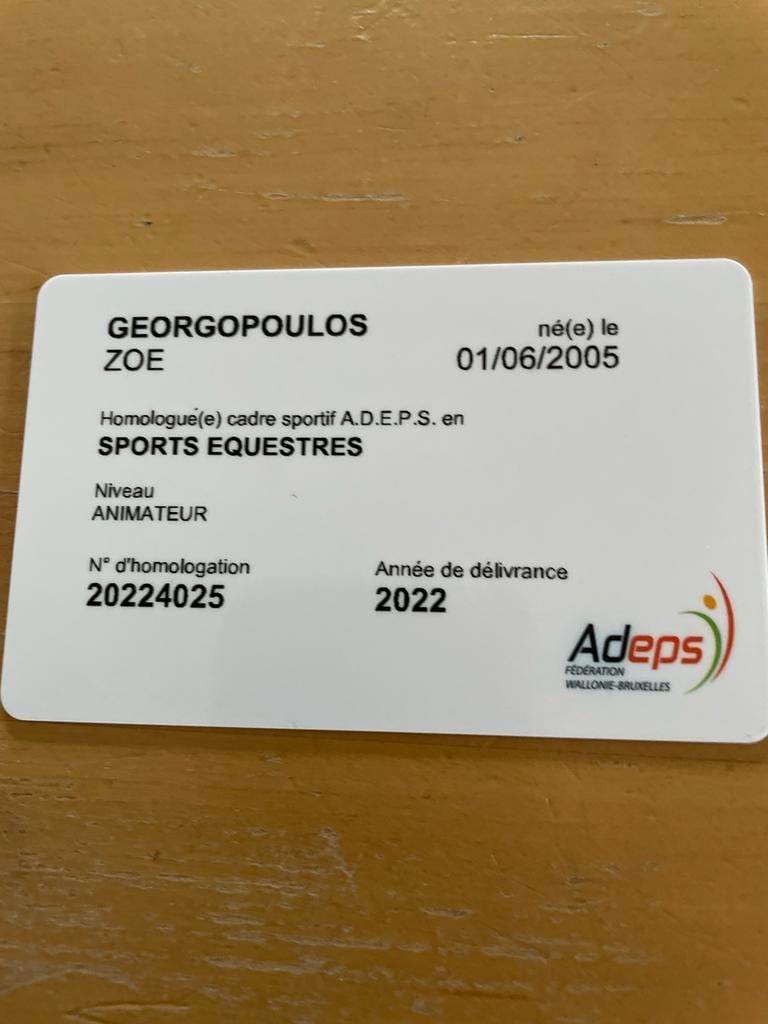 GEORGOPOULOS
ZOE
né(e) le
01/06/2005
Homologué(e) cadre sportif A.D.E.P.S. en
SPORTS EQUESTRES
Niveau
ANIMATEUR
N° d'homologation
20224025
Année de délivrance
2022
Adeps
FÉDÉRATION
WALLONIE-BRUXELLES